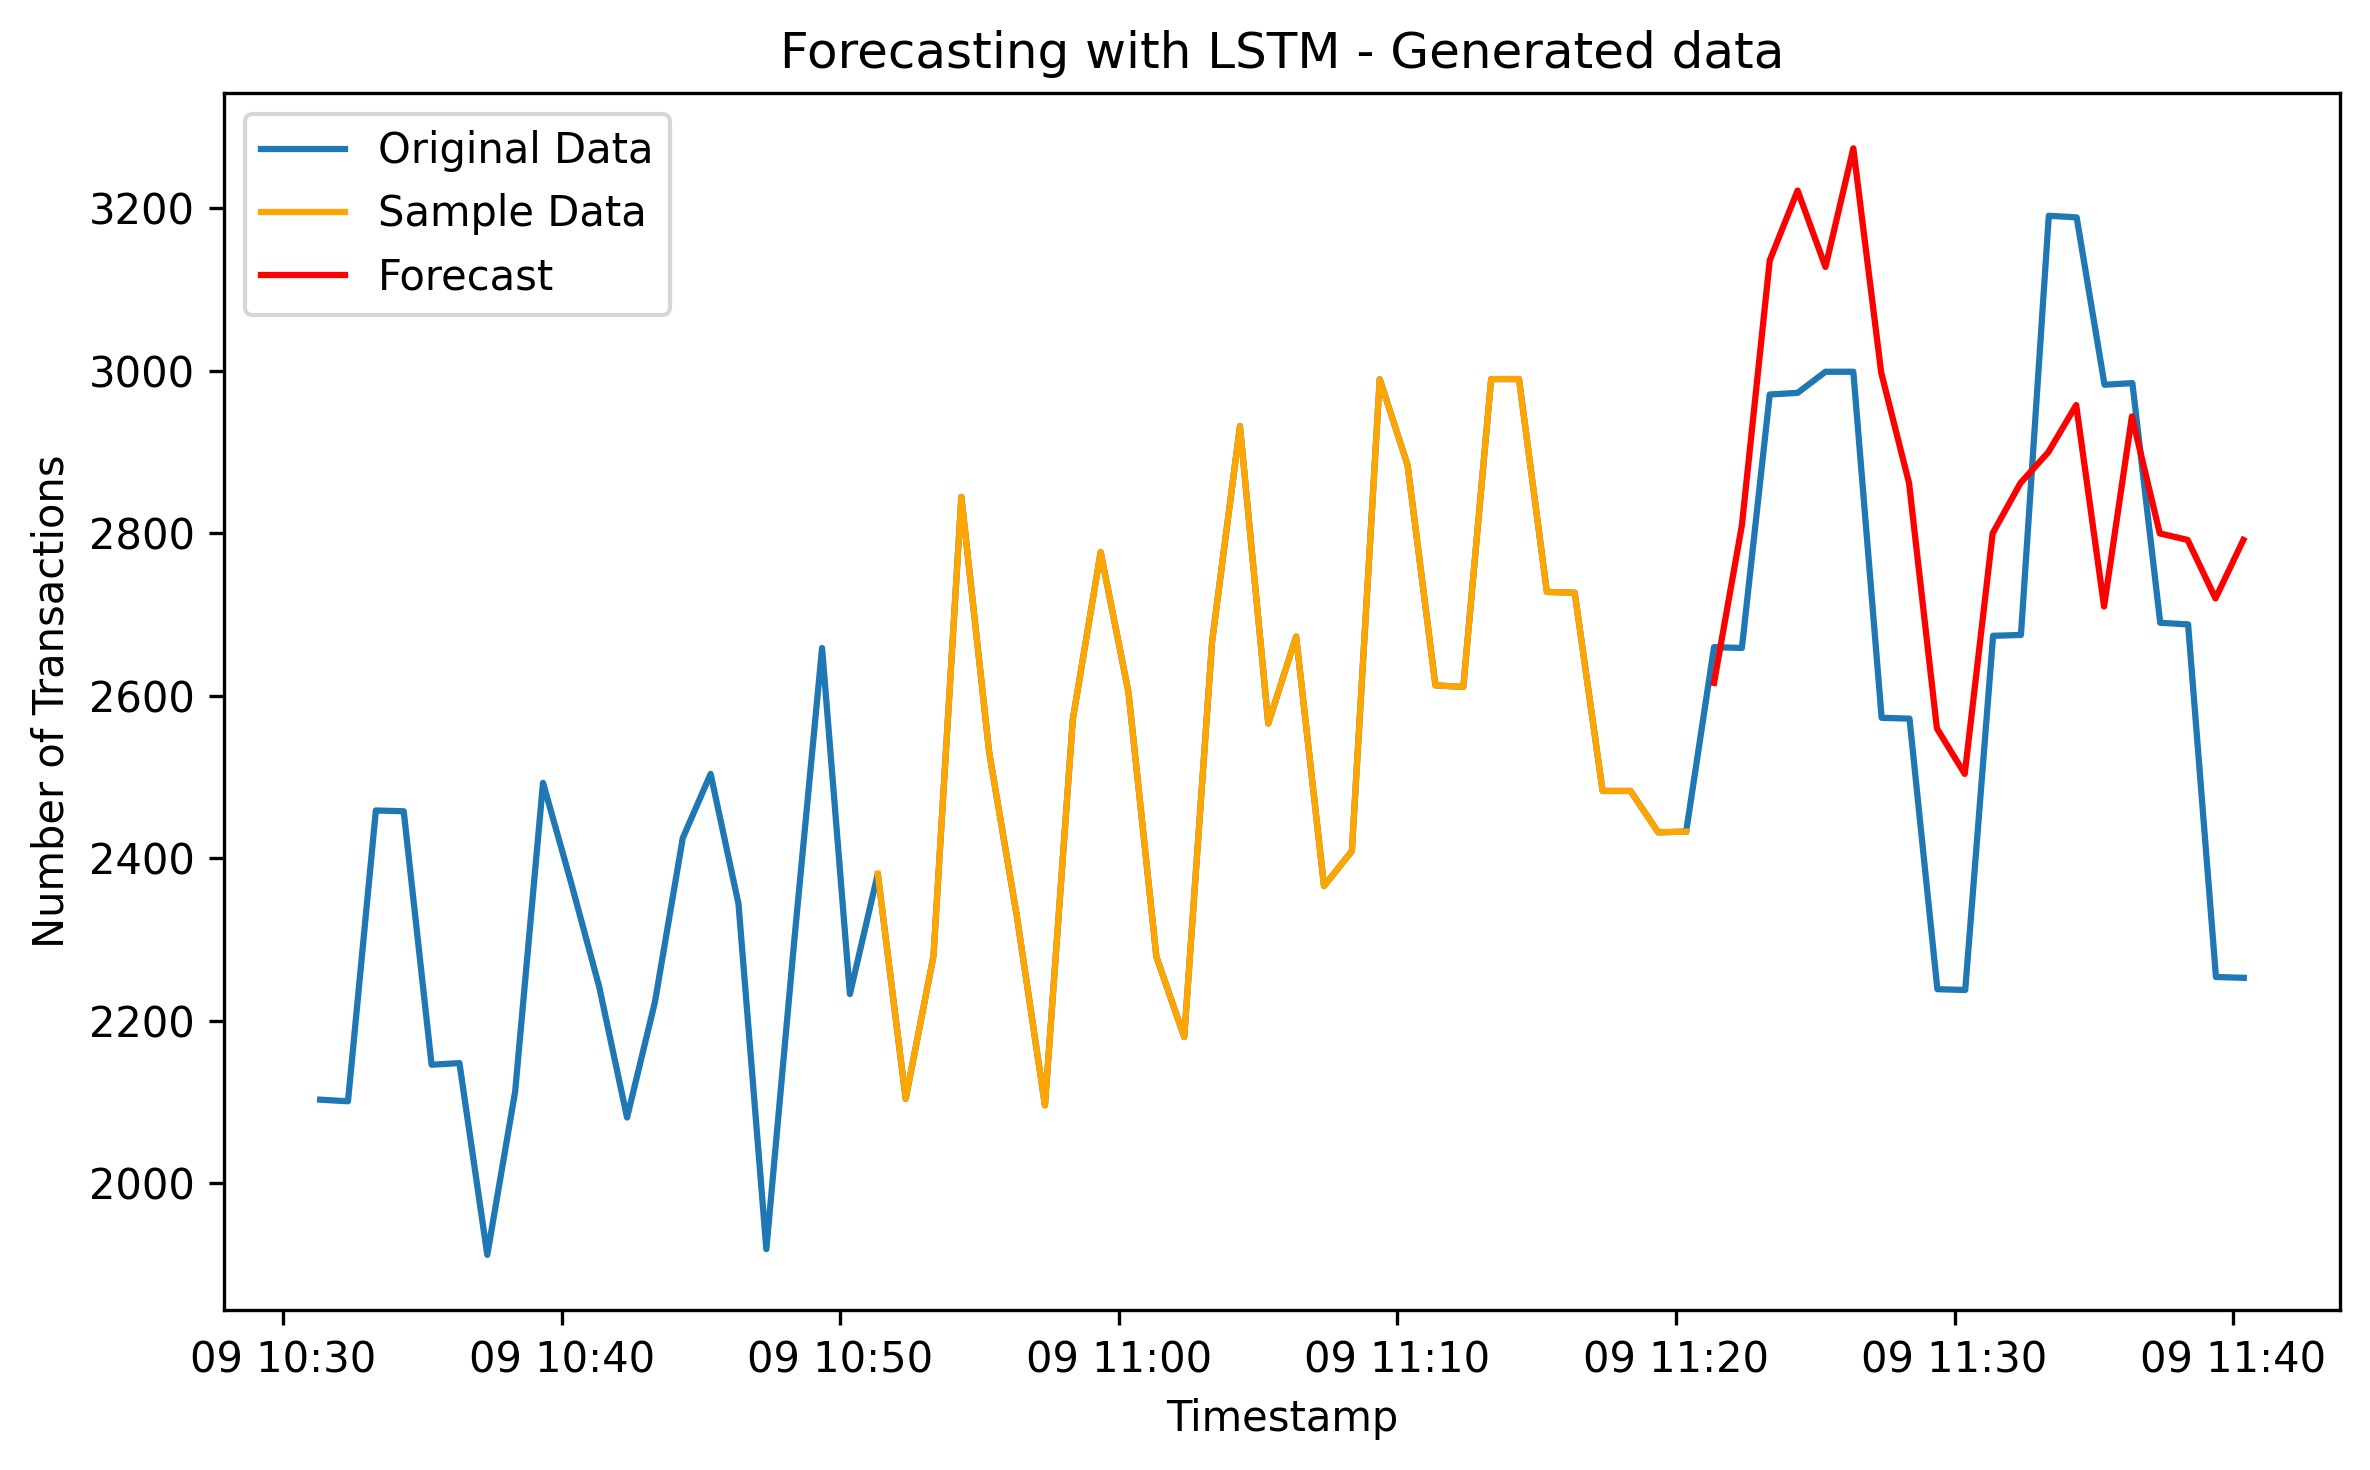 Forecasting with LSTM - Generated data
Original Data
Sample Data
Forecast
Number of Transactions
3200
3000
2800
2600
2400
2200
2000
09 10:30 09 10:40 09 10:50 09 11:00 09 11:10 09 11:20 09 11:30 09 11:40
Timestamp